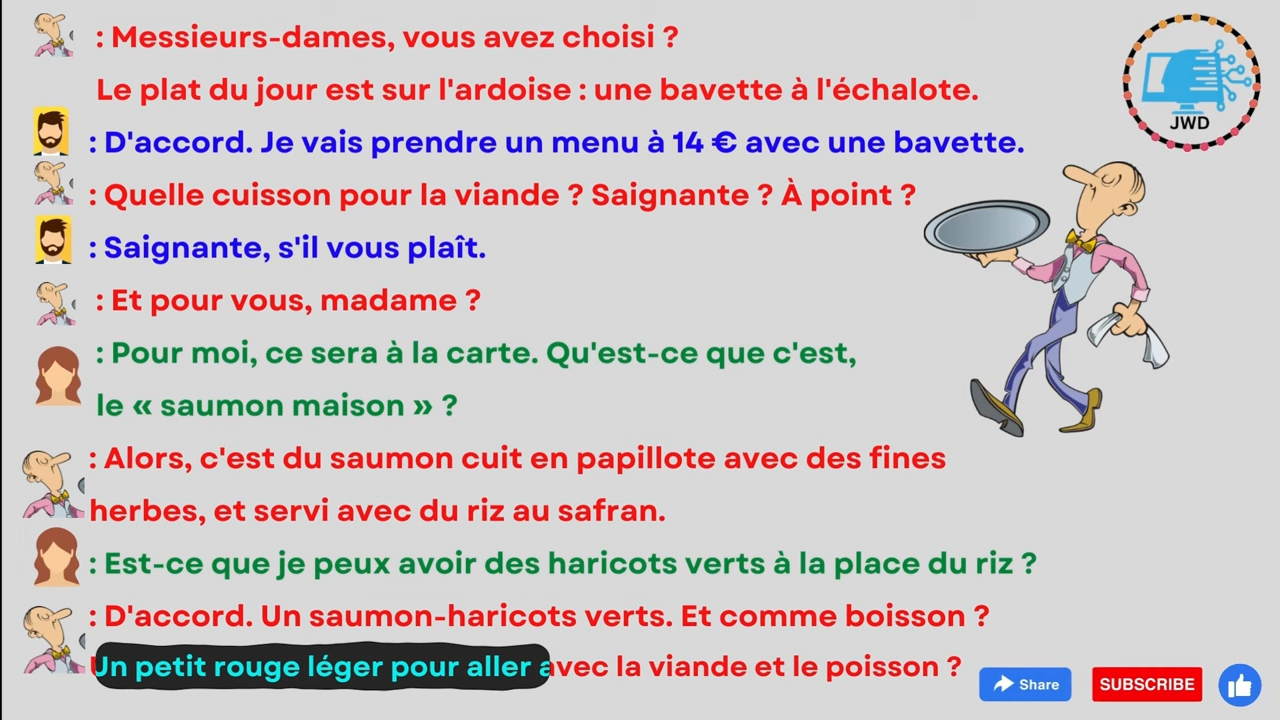 : Messieurs-dames, vous avez choisi ?
Le plat du jour est sur l'ardoise : une bavette à l'échalote.
JWD
: D'accord. Je vais prendre un menu à 14 € avec une bavette.
: Quelle cuisson pour la viande ? Saignante ? À point ?
: Saignante, s'il vous plaît.
: Et pour vous, madame ?
: Pour moi, ce sera à la carte. Qu'est-ce que c'est,
le « saumon maison » ?
: Alors, c'est du saumon cuit en papillote avec des fines
herbes, et servi avec du riz au safran.
: Est-ce que je peux avoir des haricots verts à la place du riz ?
: D'accord. Un saumon-haricots verts. Et comme boisson ?
Un petit rouge léger pour aller avec la viande et le poisson ?
Share
SUBSCRIBE